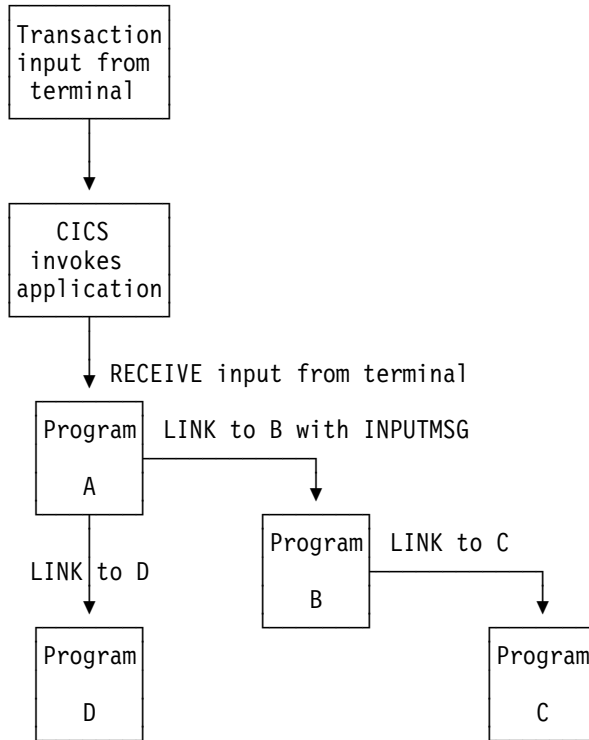 Transaction
input from
terminal
CICS
invokes
application
RECEIVE input from terminal
Program
A
LINK to B with INPUTMSG
Program
B
LINK to C
LINK to D
Program
D
Program
C